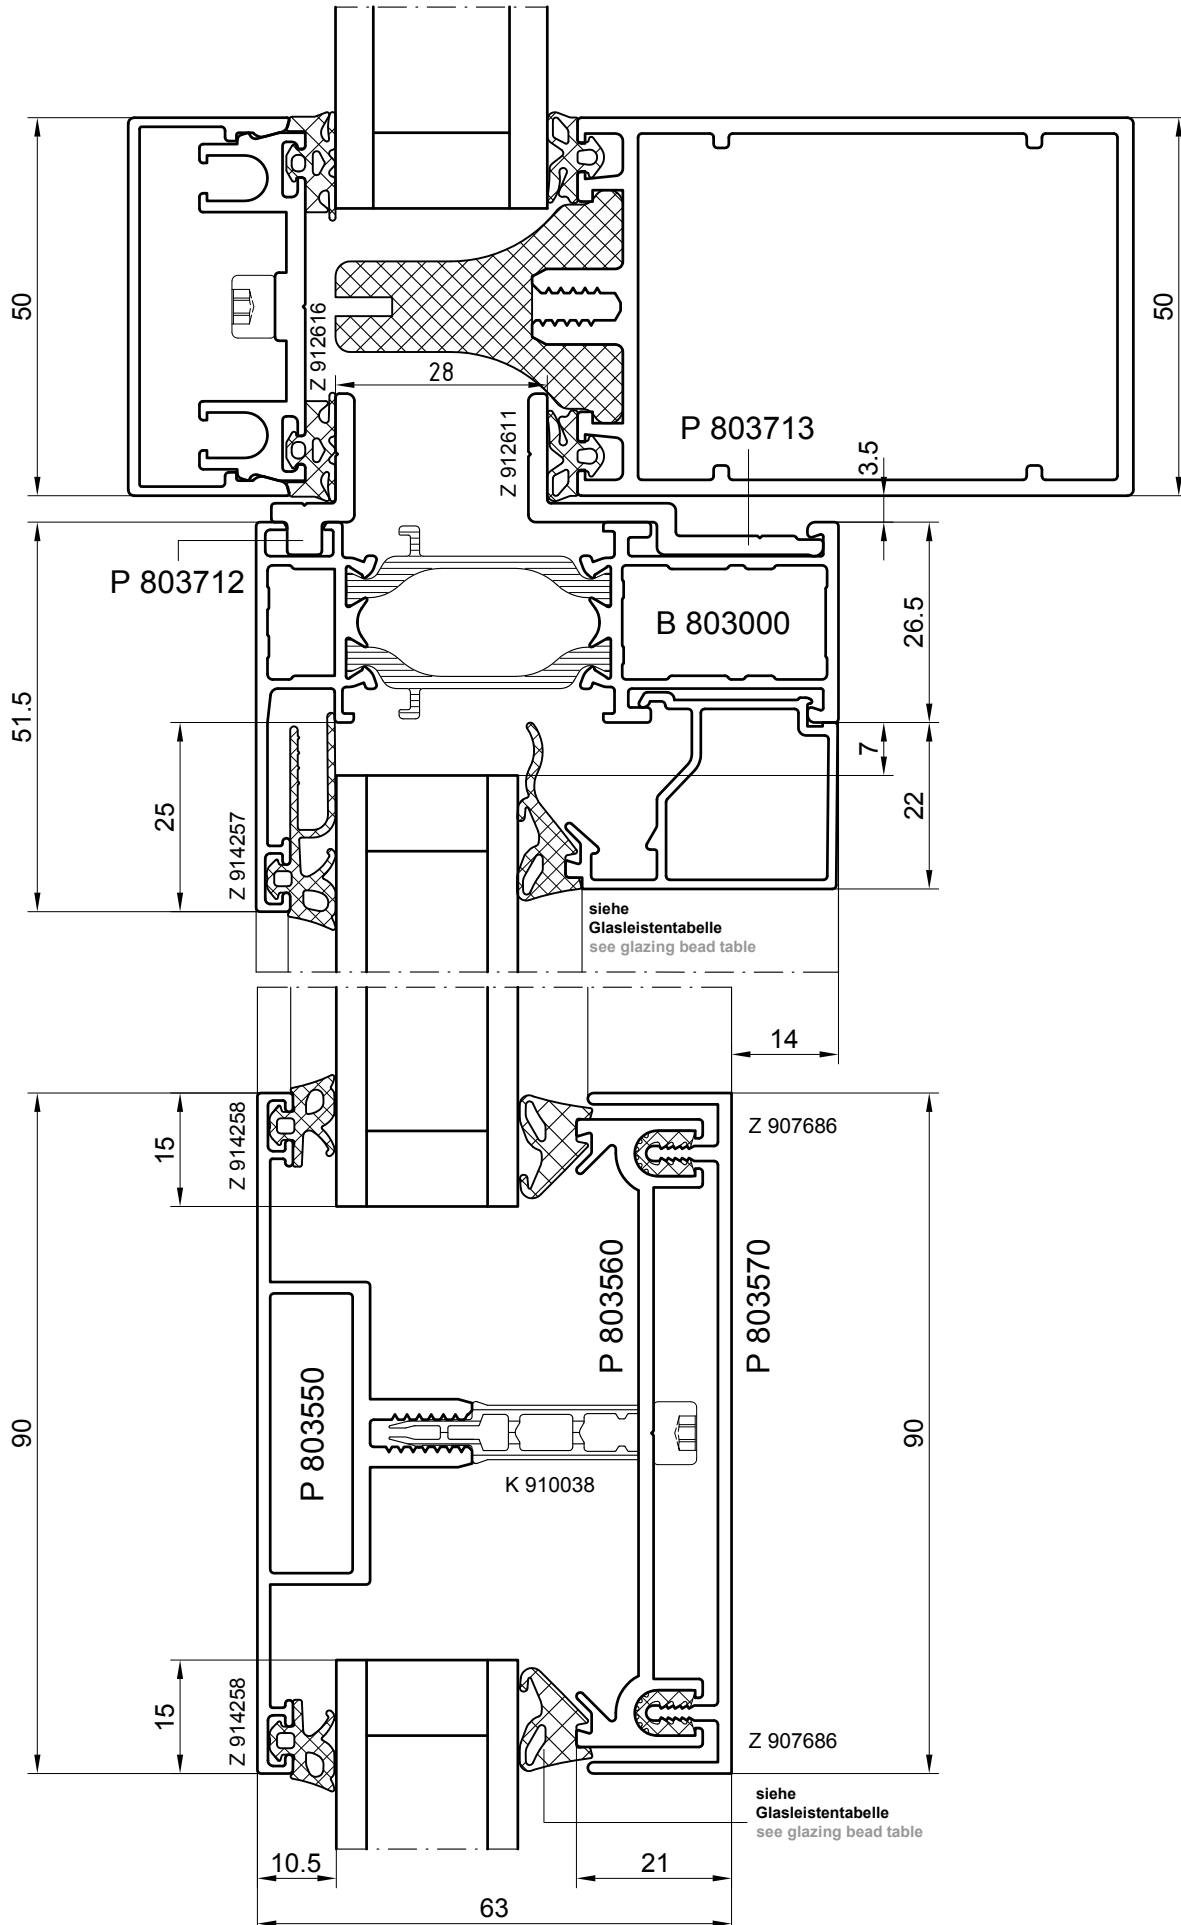 50
50
Z 912616
28
Z 912611
P 803713
3.5
P 803712
B 803000
26.5
51.5
25
Z 914257
7
22
siehe
Glasleistentabelle
see glazing bead table
14
15
Z 914258
Z 907686
P 803560
P 803570
P 803550
90
90
K 910038
15
Z 914258
Z 907686
siehe
Glasleistentabelle
see glazing bead table
10.5
21
63